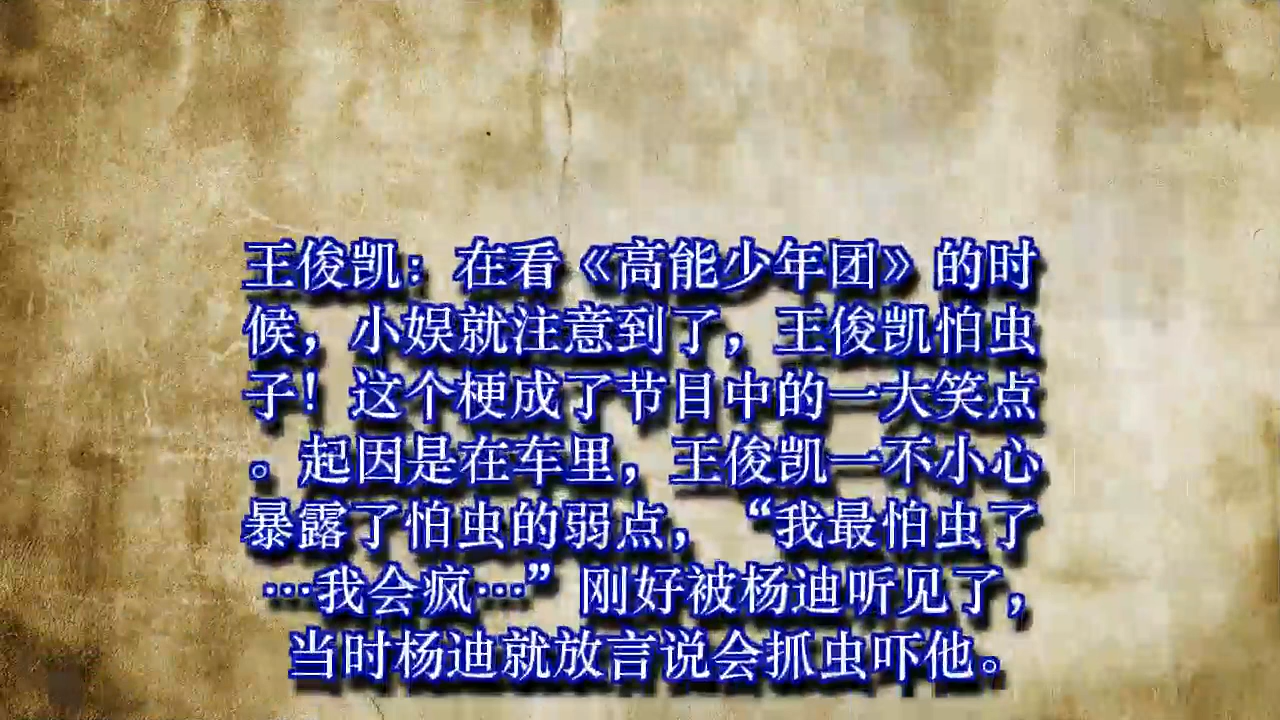 王俊凯：在看《高能少年团》的时
候，小娱就注意到了，王俊凯怕虫
子！这个梗成了节目中的一大笑点
。起因是在车里，王俊凯一不小心
暴露了怕虫的弱点，“我最怕虫了
…我会疯…”刚好被杨迪听见了，
当时杨迪就放言说会抓虫吓他。